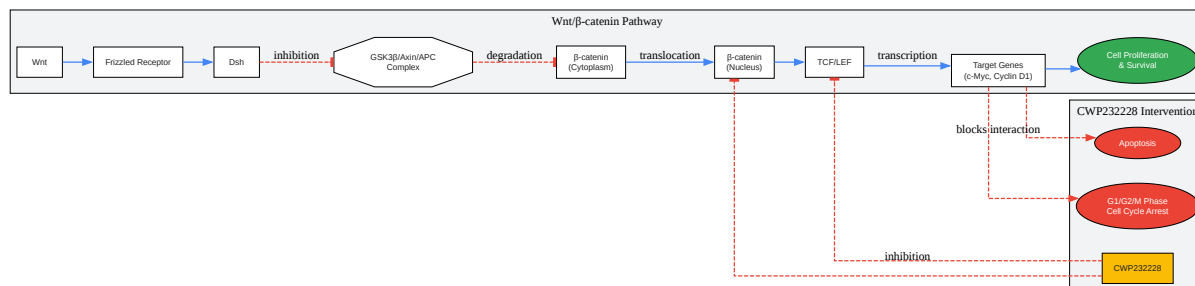 Wnt/β-catenin Pathway
Wnt
Frizzled Receptor
Dsh
inhibition
GSK3β/Axin/APC
Complex
degradation
β-catenin
(Cytoplasm)
translocation
β-catenin
(Nucleus)
TCF/LEF
transcription
Target Genes
(c-Myc, Cyclin D1)
Cell Proliferation
& Survival
CWP232228 Intervention
blocks interaction
Apoptosis
G1/G2/M Phase
Cell Cycle Arrest
inhibition
CWP232228